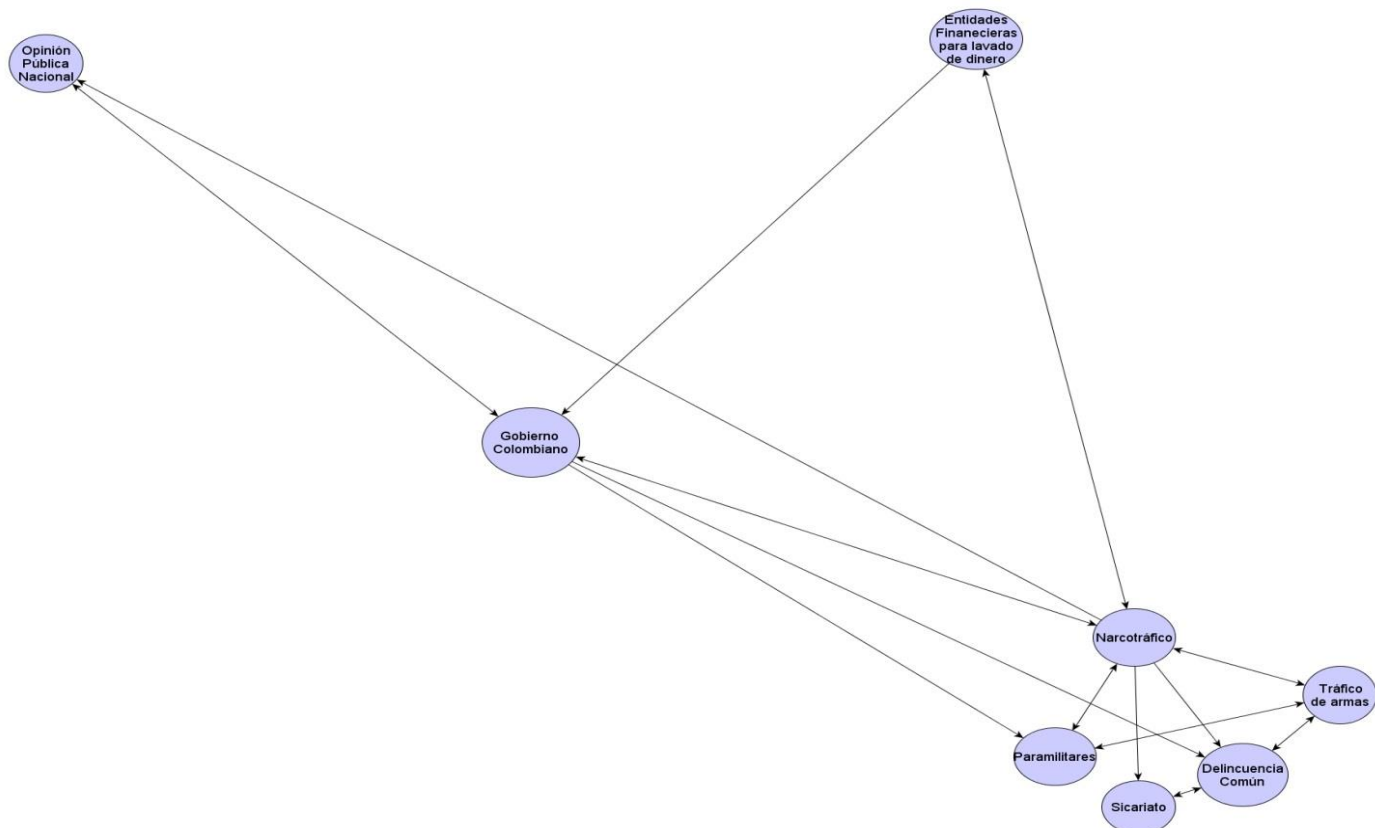 Opinión
Pública
Nacional
Entidades
Finanecieras
para lavado
de dinero
Gobierno
Colombiano
Narcotráfico
Tráfico
de armas
Paramilitares
Delincuencia
Común
Sicariato